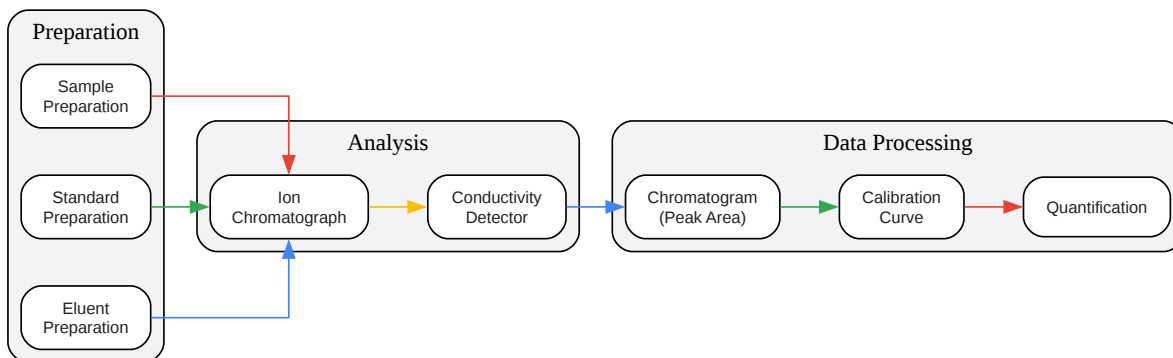 Preparation
Sample
Preparation
Standard
Preparation
Eluent
Preparation
Analysis
Ion
Chromatograph
Conductivity
Detector
Data Processing
Chromatogram
(Peak Area)
Calibration
Curve
Quantification